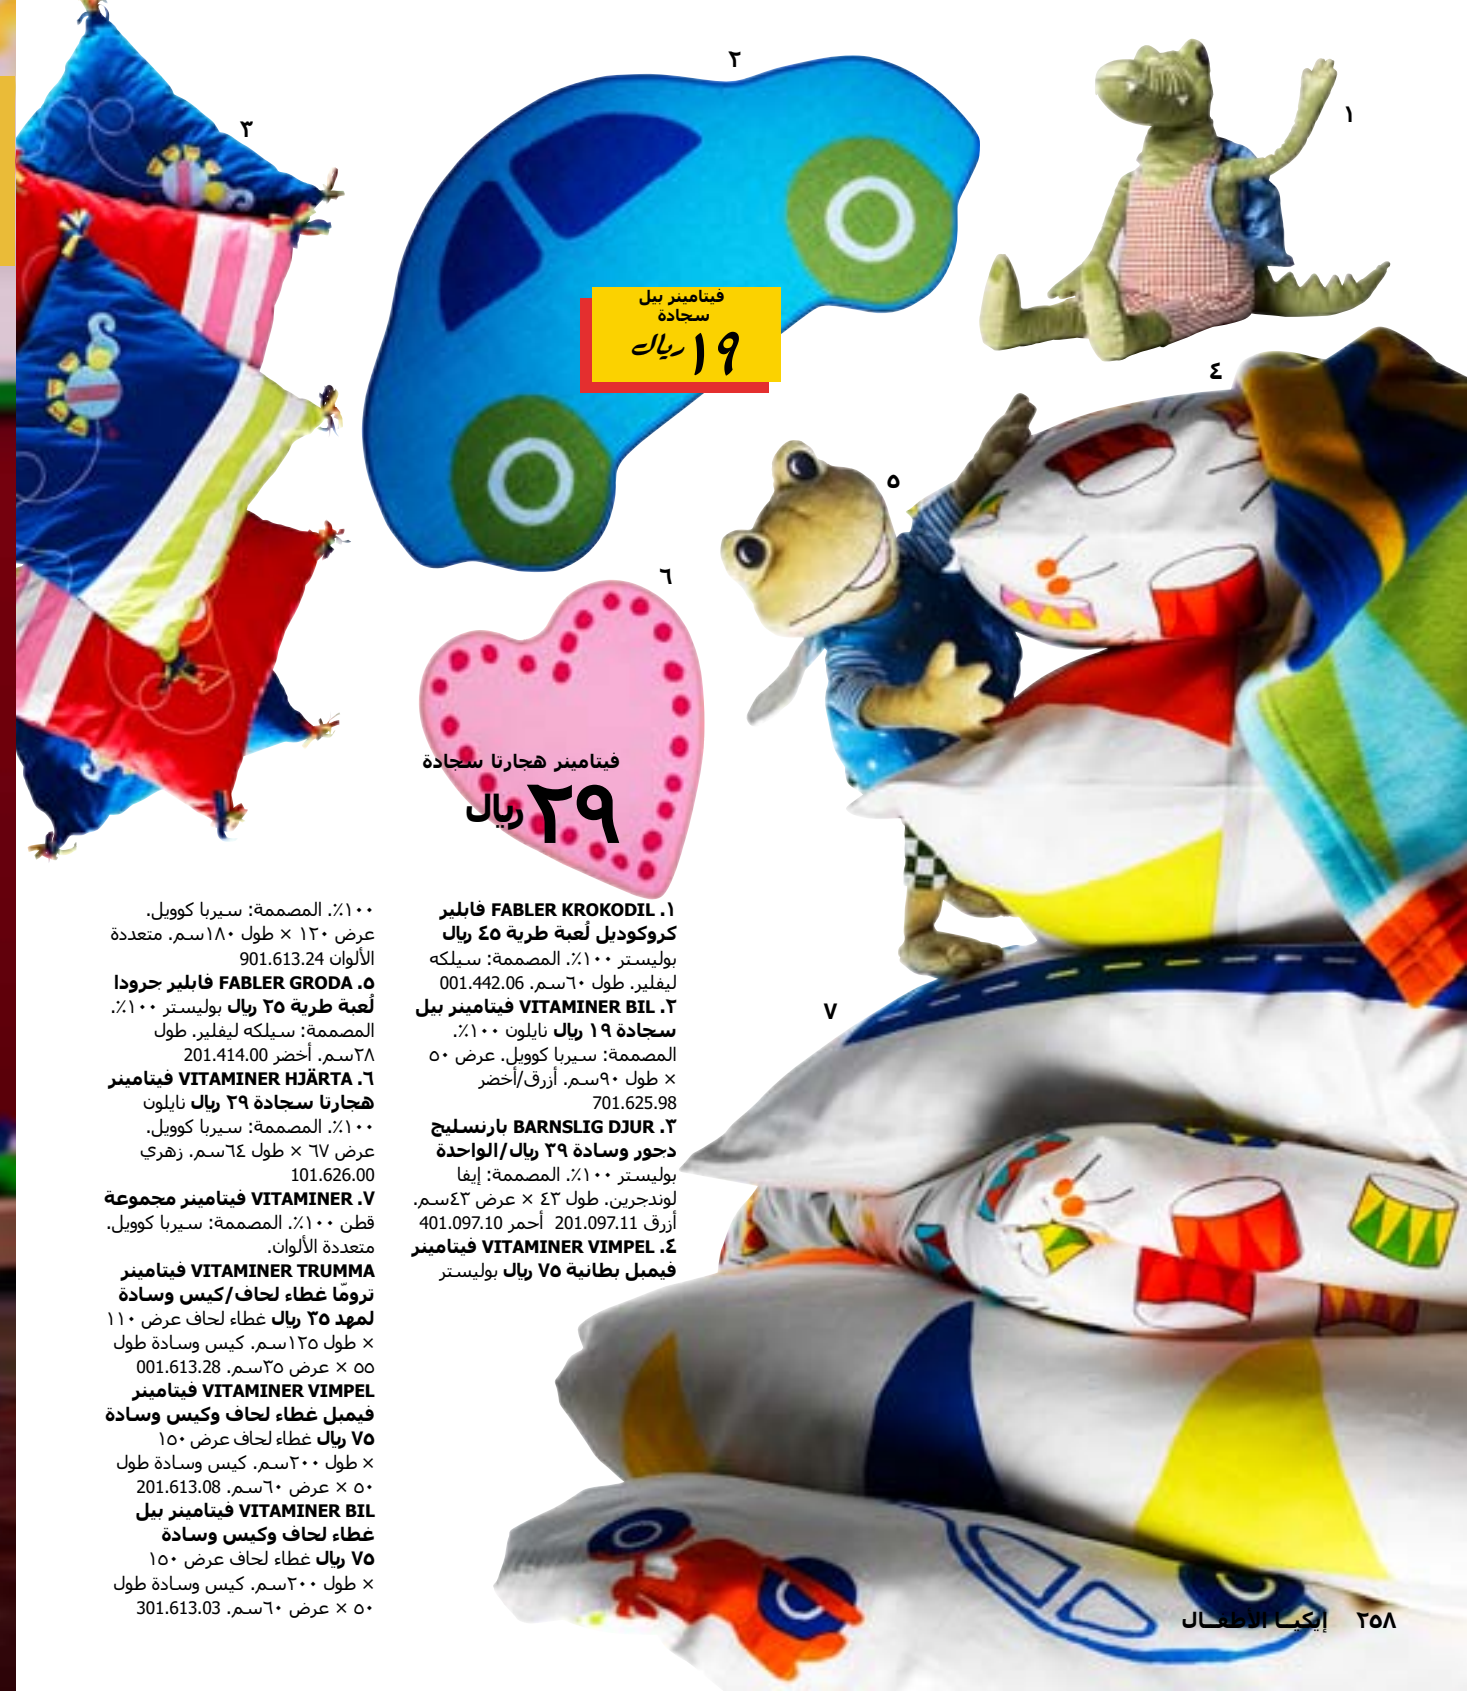 ١
٢
٣
فيتامينر بيل
سجادة
١٩ ريال
٤
٥
٦
فيتامينر هجارتا سجادة
٢٩ ريال
٧
١. FABLER KROKODIL فابلير
كروكوديل لُعبة طرية ٤٥ ريال
بوليستر ١٠٠٪. المصممة: سيلكه
ليفلير. طول ٦٠سم. 001.442.06
٢. VITAMINER BIL فيتامينر بيل
سجادة ١٩ ريال نايلون ١٠٠٪.
المصممة: سيربا كوويل. عرض ٥٠
× طول ٩٠سم. أزرق/أخضر
701.625.98
٣. BARNSLIG DJUR بارنسليج
دجور وسادة ٣٩ ريال/الواحدة
بوليستر ١٠٠٪. المصممة: إيفا
لوندجرين. طول ٤٣ × عرض ٤٣سم.
أزرق 201.097.11 أحمر 401.097.10
٤. VITAMINER VIMPEL فيتامينر
فيمبل بطانية ٧٥ ريال بوليستر
١٠٠٪. المصممة: سيربا كوويل.
عرض ١٢٠ × طول ١٨٠سم. متعددة
الألوان 901.613.24
٥. FABLER GRODA فابلير جرودا
لُعبة طرية ٢٥ ريال بوليستر ١٠٠٪.
المصممة: سيلكه ليفلير. طول
٢٨سم. أخضر 201.414.00
٦. VITAMINER HJÄRTA فيتامينر
هجارتا سجادة ٢٩ ريال نايلون
١٠٠٪. المصممة: سيربا كوويل.
عرض ٦٧ × طول ٦٤سم. زهري
101.626.00
٧. VITAMINER فيتامينر مجموعة
قطن ١٠٠٪. المصممة: سيربا كوويل.
متعددة الألوان.
VITAMINER TRUMMA فيتامينر
ترومّا غطاء لحاف/كيس وسادة
لمهد ٣٥ ريال غطاء لحاف عرض ١١٠
× طول ١٢٥سم. كيس وسادة طول
٥٥ × عرض ٣٥سم. 001.613.28
VITAMINER VIMPEL فيتامينر
فيمبل غطاء لحاف وكيس وسادة
٧٥ ريال غطاء لحاف عرض ١٥٠
× طول ٢٠٠سم. كيس وسادة طول
٥٠ × عرض ٦٠سم. 201.613.08
VITAMINER BIL فيتامينر بيل
غطاء لحاف وكيس وسادة
٧٥ ريال غطاء لحاف عرض ١٥٠
× طول ٢٠٠سم. كيس وسادة طول
٥٠ × عرض ٦٠سم. 301.613.03
٢٥٨ إيكيــا الأطفــال